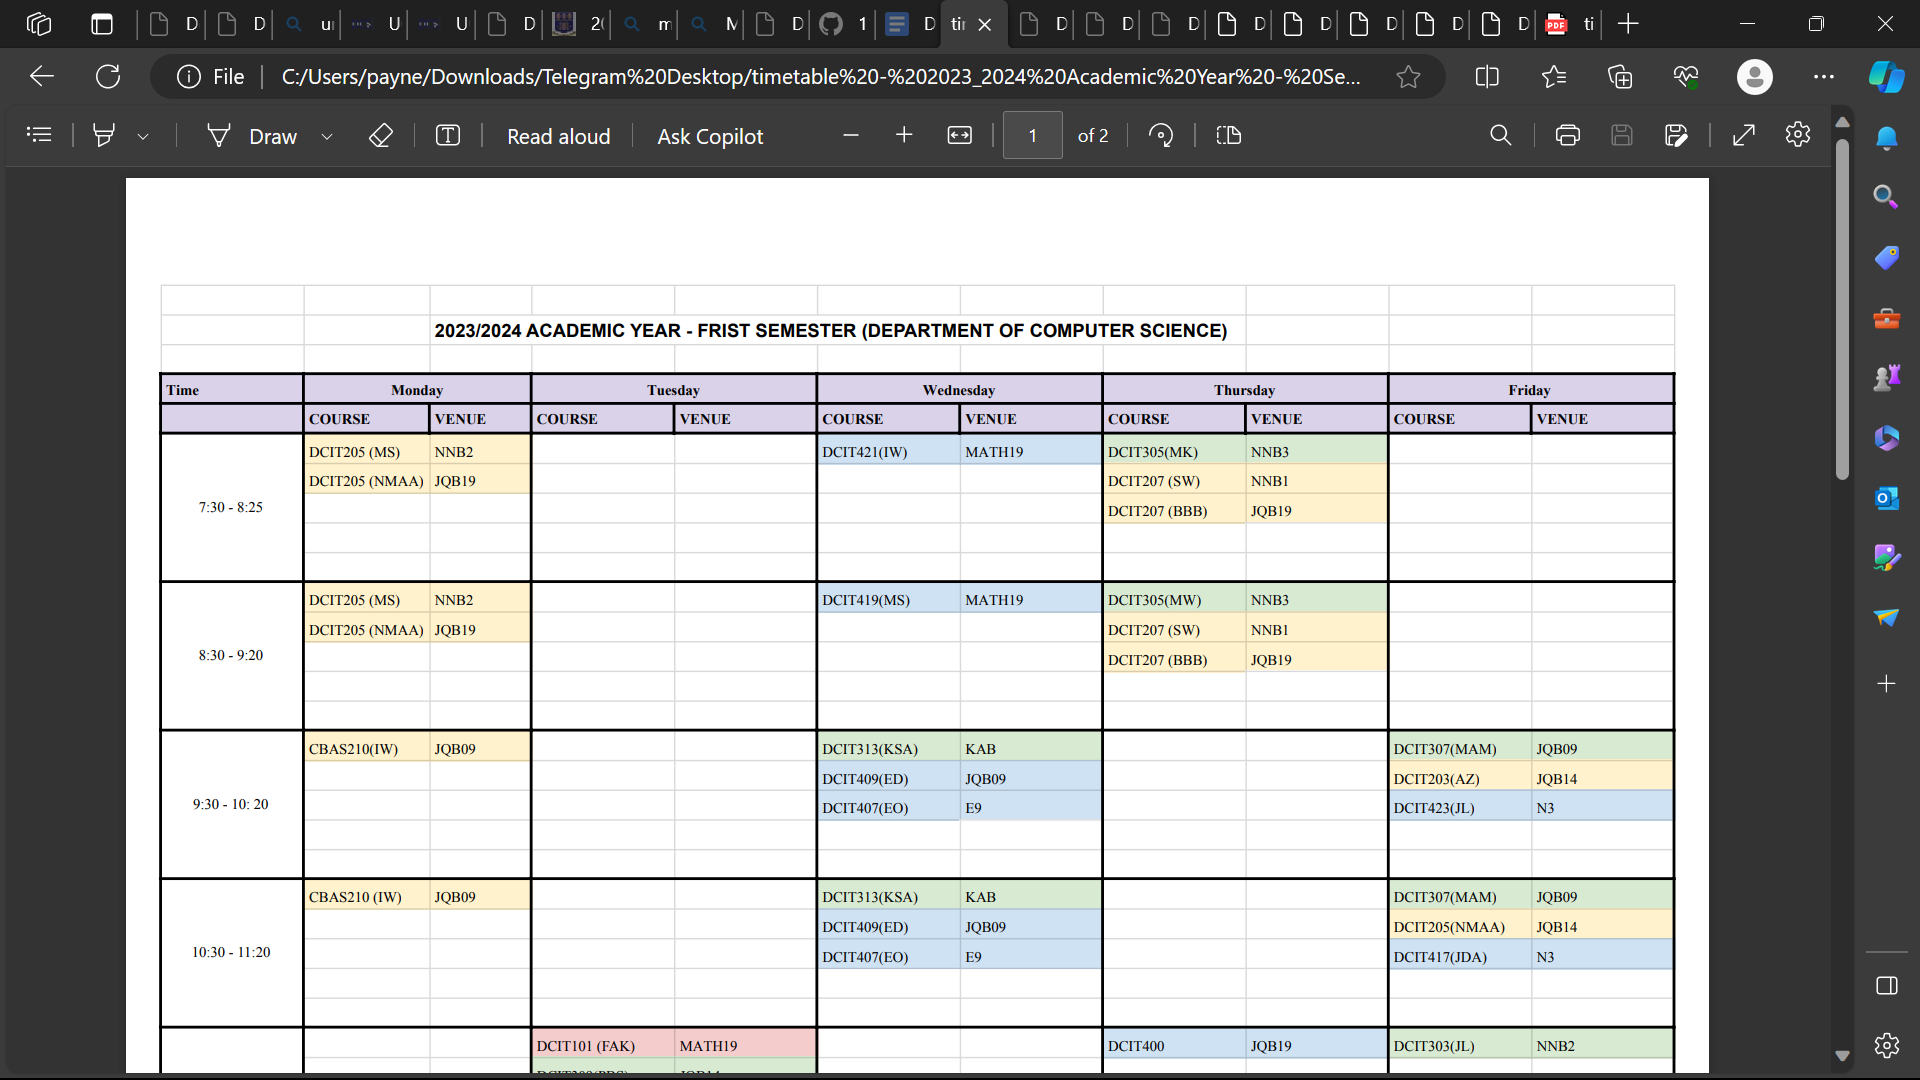 File
C:/Users/payne/Downloads/Telegram%20Desktop/timetable%20-%202023_2024%20Academic%20Year%20-%20Se...
Draw
Read aloud
Ask Copilot
1 of 2
2023/2024 ACADEMIC YEAR - FRIST SEMESTER (DEPARTMENT OF COMPUTER SCIENCE)
Time Monday Tuesday Wednesday Thursday Friday
COURSE VENUE COURSE VENUE COURSE VENUE COURSE VENUE COURSE VENUE
7:30 - 8:25
DCIT205 (MS) NNB2 DCIT421(IW) MATH19 DCIT305(MK) NNB3
DCIT205 (NMAA) JQB19 DCIT207 (SW) NNB1
DCIT207 (BBB) JQB19
8:30 - 9:20
DCIT205 (MS) NNB2 DCIT419(MS) MATH19 DCIT305(MW) NNB3
DCIT205 (NMAA) JQB19 DCIT207 (SW) NNB1
DCIT207 (BBB) JQB19
9:30 - 10: 20
CBAS210(IW) JQB09 DCIT313(KSA) KAB DCIT307(MAM) JQB09
DCIT409(ED) JQB09 DCIT203(AZ) JQB14
DCIT407(EO) E9 DCIT423(JL) N3
10:30 - 11:20
CBAS210 (IW) JQB09 DCIT313(KSA) KAB DCIT307(MAM) JQB09
DCIT409(ED) JQB09 DCIT205(NMAA) JQB14
DCIT407(EO) E9 DCIT417(JDA) N3
DCIT101 (FAK) MATH19 DCIT400 JQB19 DCIT303(JL) NNB2